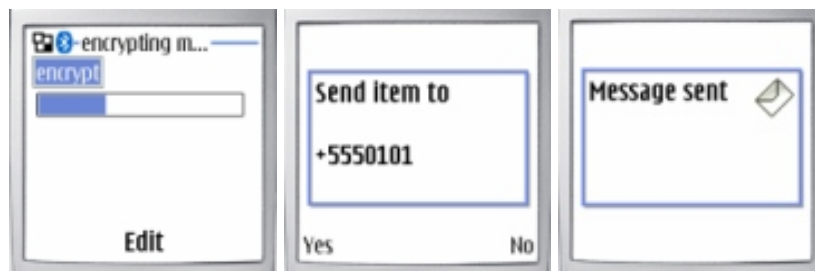 -encrypting m...
encrypt
Edit
Send item to
+5550101
Yes No
Message sent